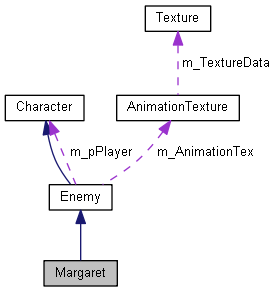 Texture
m_TextureData
Character
AnimationTexture
m_pPlayer
m_AnimationTex
Enemy
Margaret